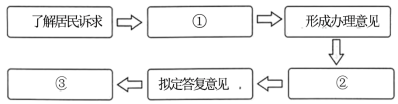 了解居民诉求
①
形成办理意见
②
拟定答复意见
③